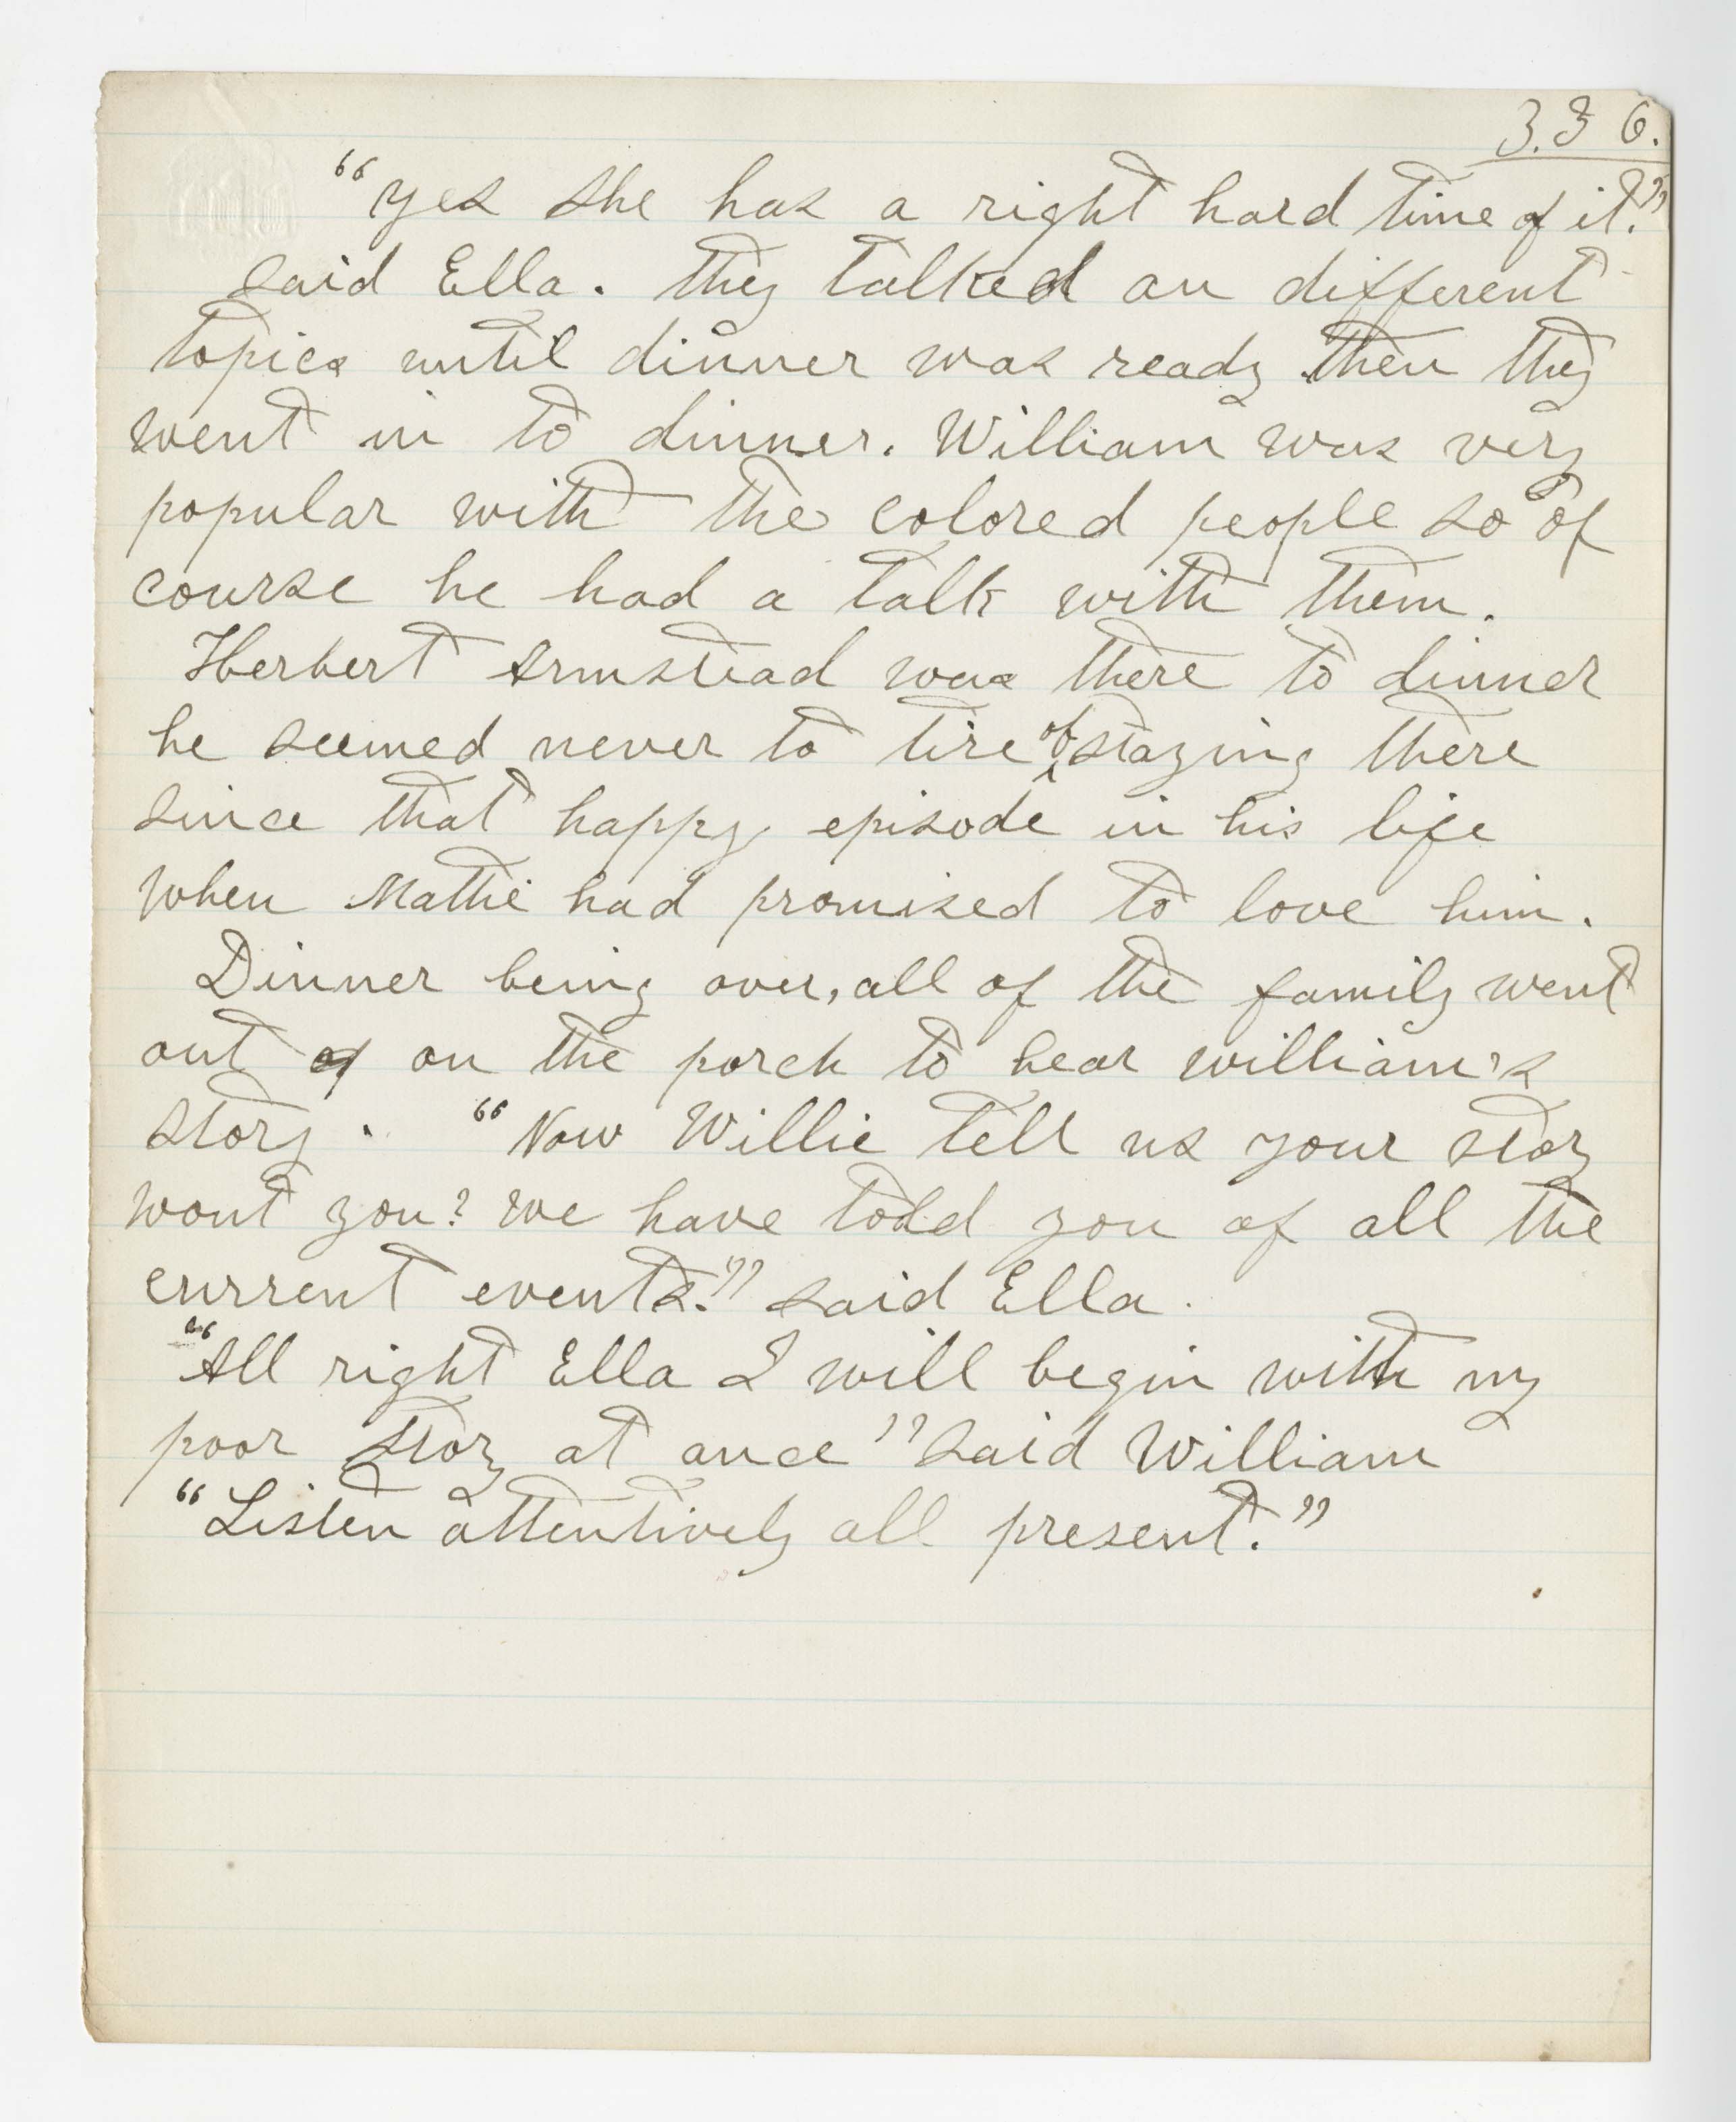 3.3 6.
"yes she has a right hard time of it."
said Ella. they talked on different
topics until dinner was ready then they
went in to dinner. William was very
popular with the colored people so of
course he had a talk with them.
Herbert Armstead was there to dinner
he seemed never to tire of staying there
since that happy episode in his life
when Mattie had promised to love him.
Dinner being over, all of the family went
out of on the porch to hear william's
story. "Now Willie tell us your story
wont you? we have told you of all the
current events." said Ella.
"All right Ella I will begin with my
poor story at once" said William
"Listen attentively all present."